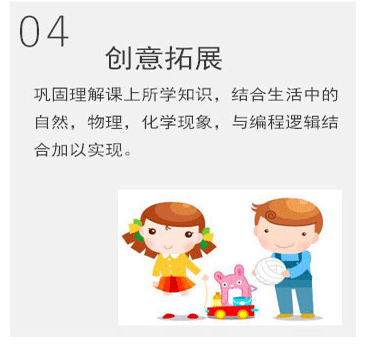 04
创意拓展
巩固理解课上所学知识，结合生活中的
自然，物理，化学现象，与编程逻辑结
合加以实现。